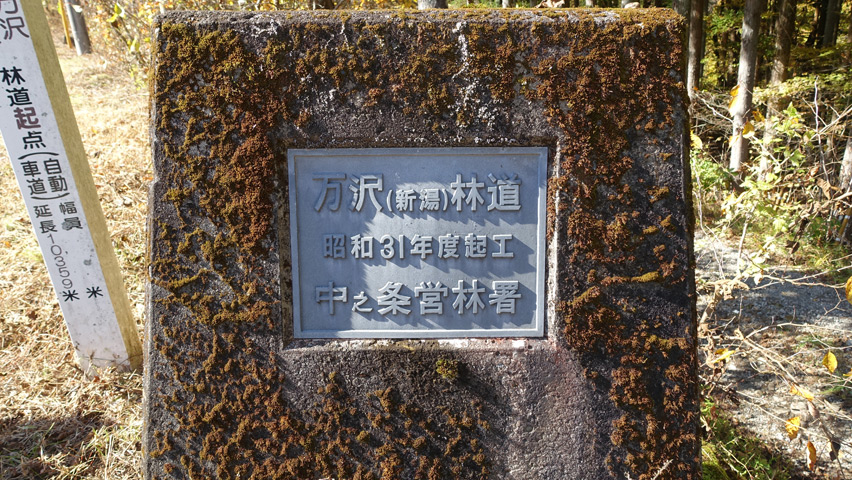 万沢(新湯)林道
昭和31年度起工
中之条営林署
万沢
林道起点
(自動車道)
幅員 米
延長10359米